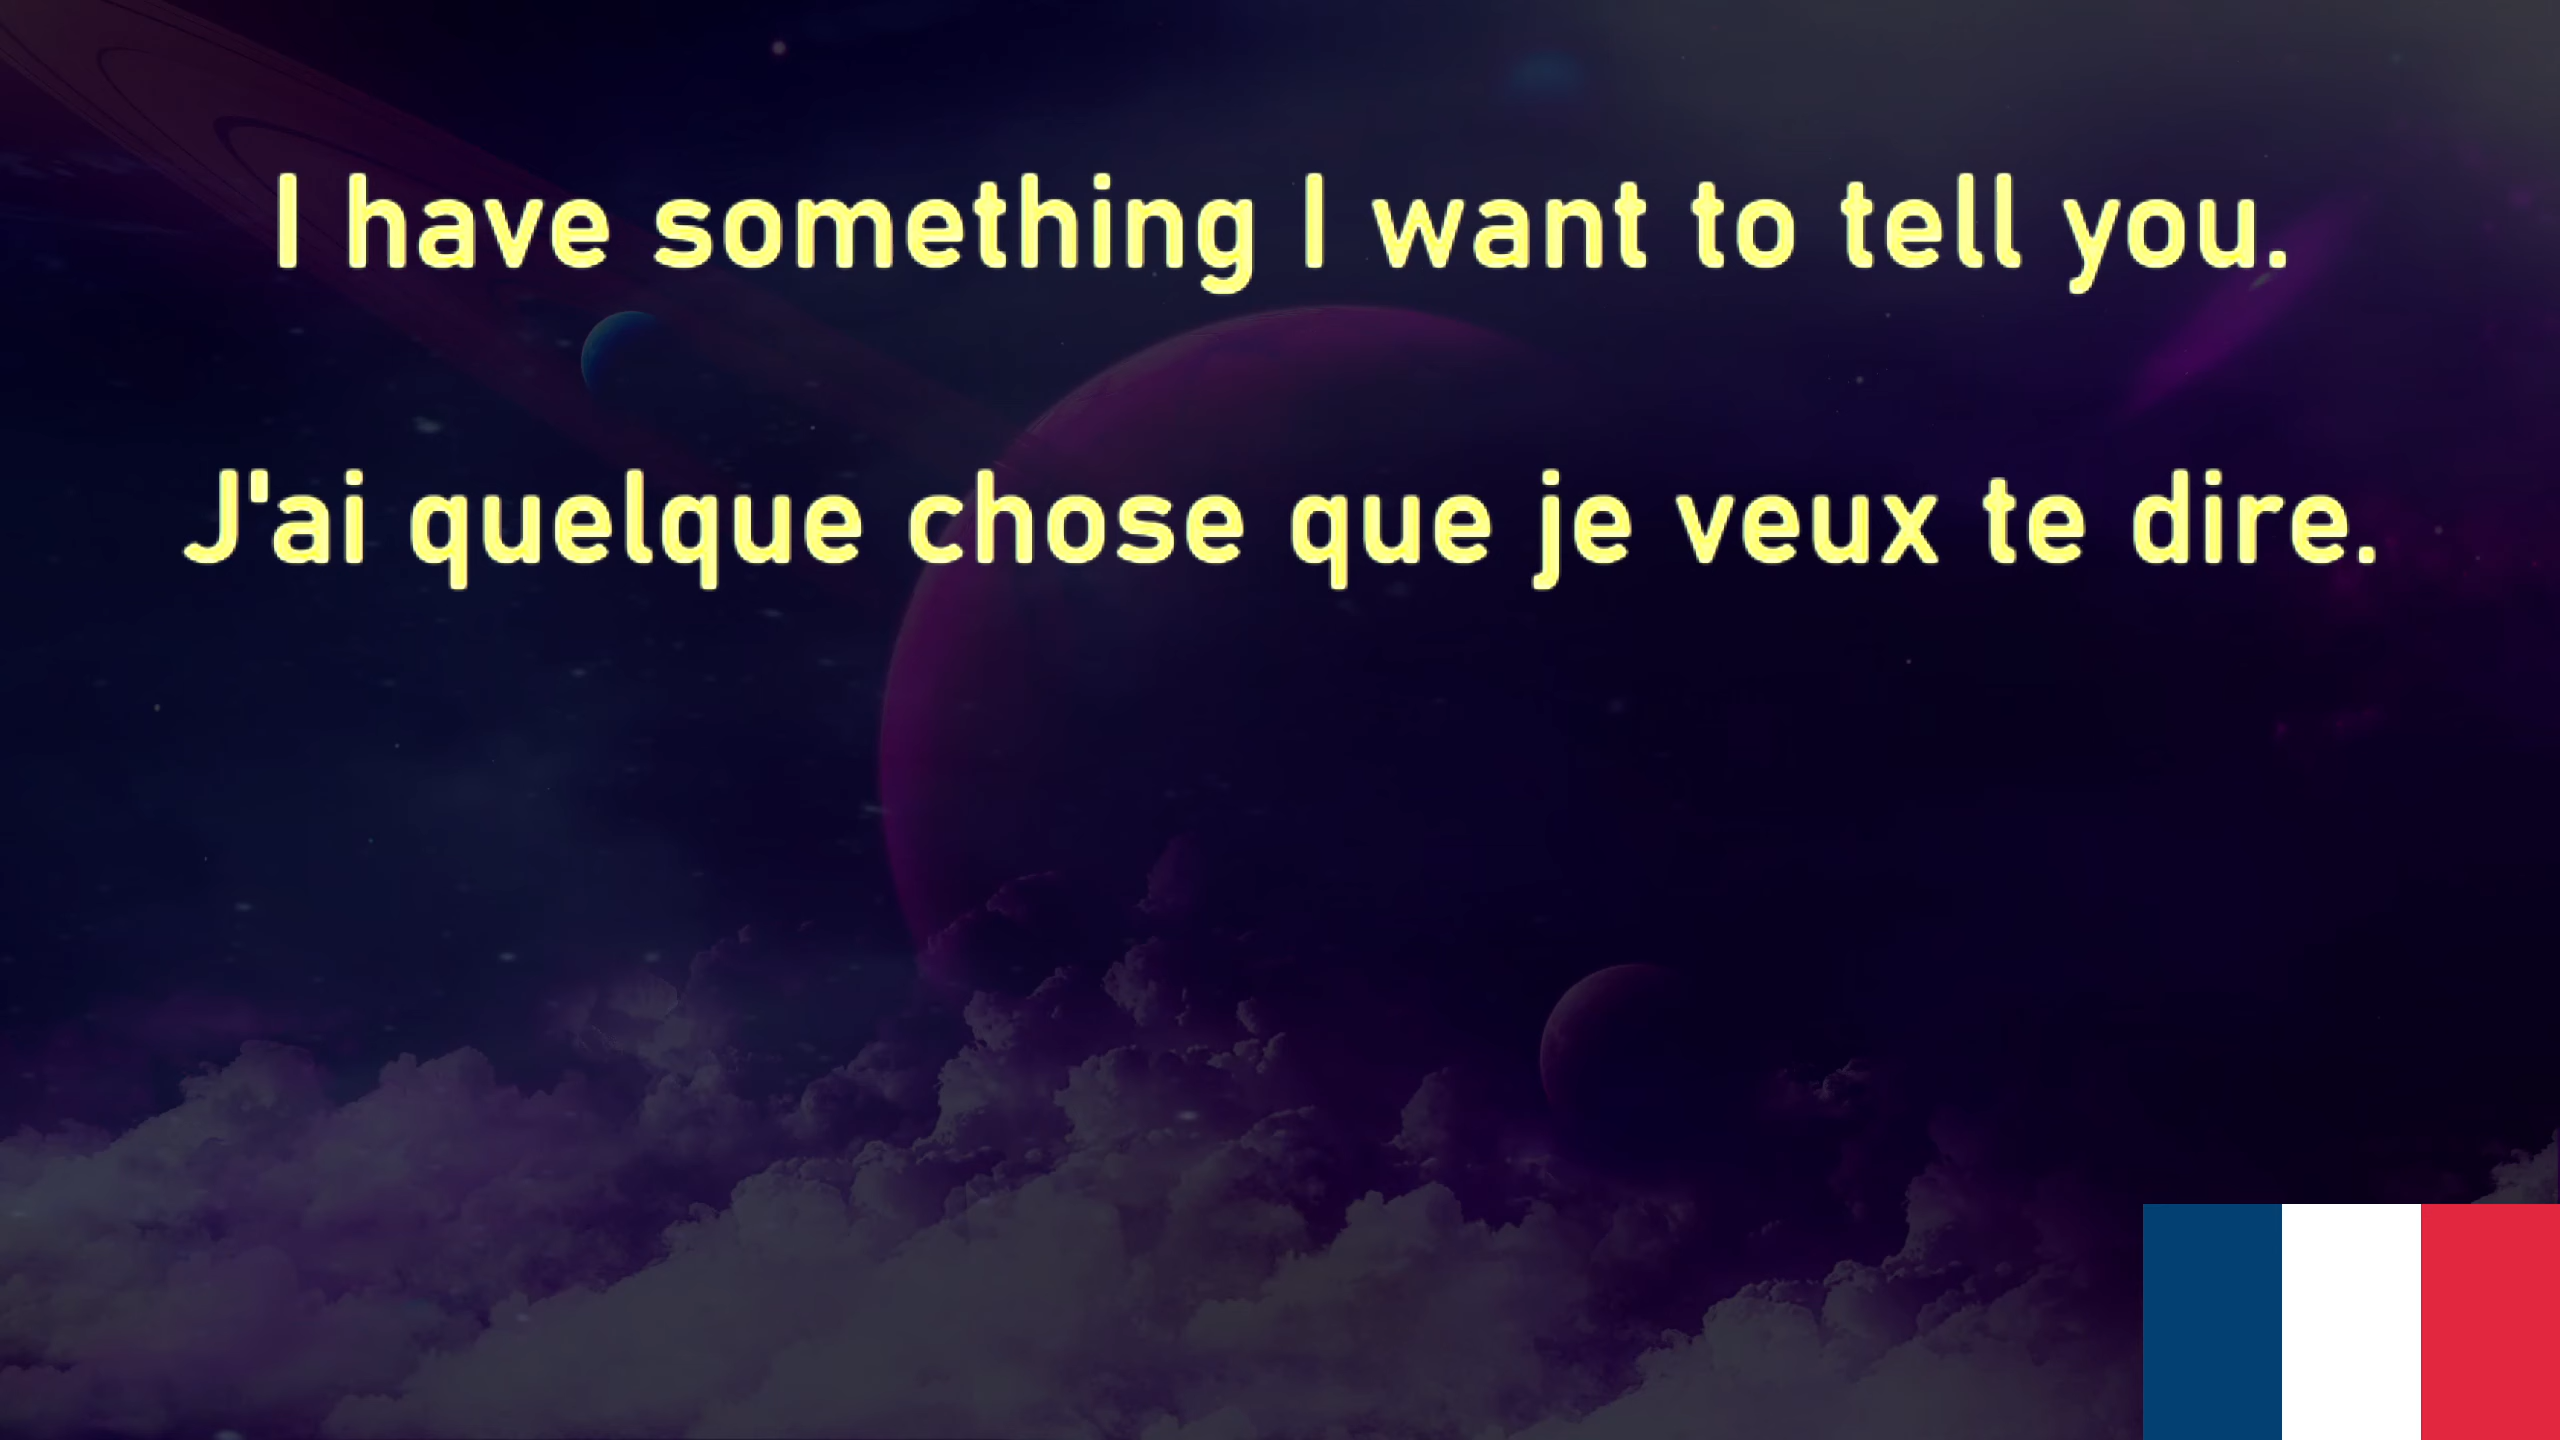 I have something I want to tell you.
J'ai quelque chose que je veux te dire.